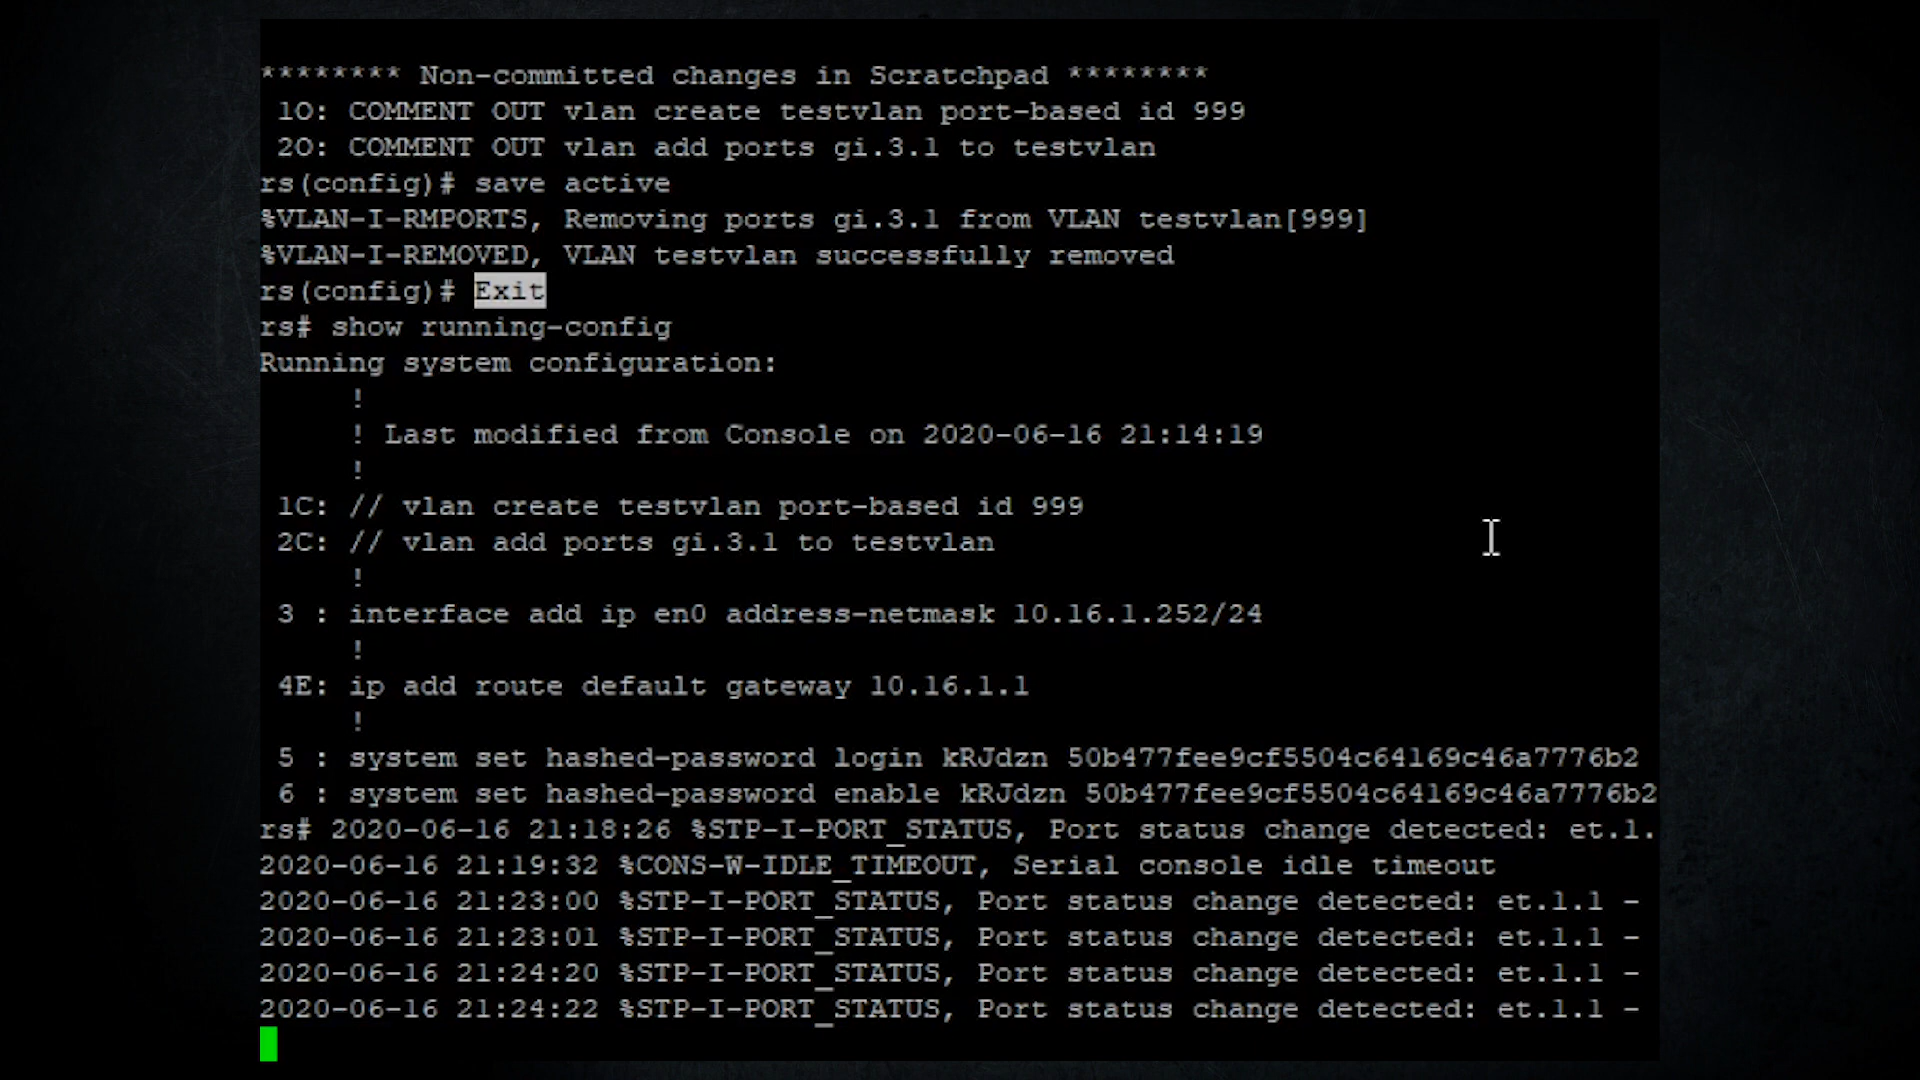 ******** Non-committed changes in Scratchpad ********
1O: COMMENT OUT vlan create testvlan port-based id 999
2O: COMMENT OUT vlan add ports gi.3.1 to testvlan
rs(config)# save active
%VLAN-I-RMPORTS, Removing ports gi.3.1 from VLAN testvlan[999]
%VLAN-I-REMOVED, VLAN testvlan successfully removed
rs(config)# Exit
rs# show running-config
Running system configuration:
!
! Last modified from Console on 2020-06-16 21:14:19
!
1C: // vlan create testvlan port-based id 999
2C: // vlan add ports gi.3.1 to testvlan
!
3 : interface add ip en0 address-netmask 10.16.1.252/24
!
4E: ip add route default gateway 10.16.1.1
!
5 : system set hashed-password login kRJdzn 50b477fee9cf5504c64169c46a7776b2
6 : system set hashed-password enable kRJdzn 50b477fee9cf5504c64169c46a7776b2
rs# 2020-06-16 21:18:26 %STP-I-PORT_STATUS, Port status change detected: et.1.
2020-06-16 21:19:32 %CONS-W-IDLE_TIMEOUT, Serial console idle timeout
2020-06-16 21:23:00 %STP-I-PORT_STATUS, Port status change detected: et.1.1 -
2020-06-16 21:23:01 %STP-I-PORT_STATUS, Port status change detected: et.1.1 -
2020-06-16 21:24:20 %STP-I-PORT_STATUS, Port status change detected: et.1.1 -
2020-06-16 21:24:22 %STP-I-PORT_STATUS, Port status change detected: et.1.1 -